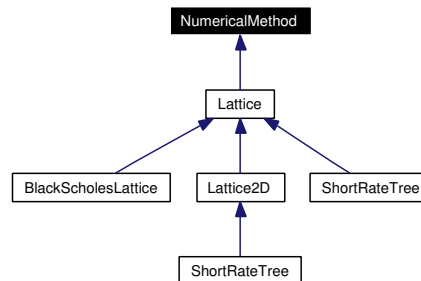 NumericalMethod
Lattice
BlackScholesLattice
Lattice2D
ShortRateTree
ShortRateTree